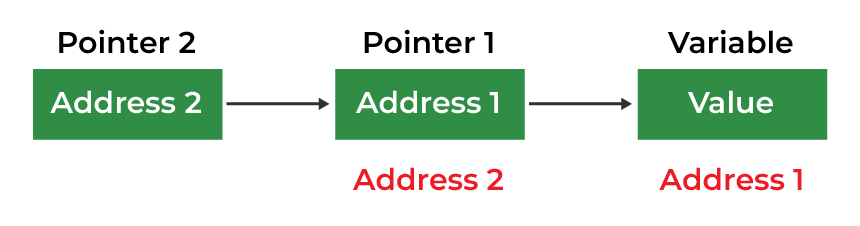 Pointer 2 Pointer 1 Variable
Address 2 Address 1 Value
Address 2 Address 1